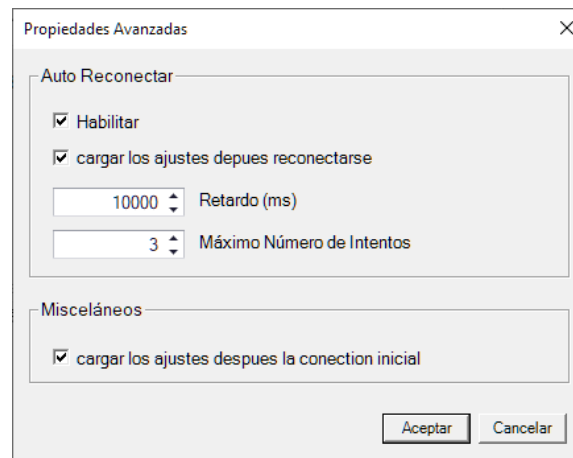 Propiedades Avanzadas
Auto Reconectar
Habilitar
cargar los ajustes depues reconectarse
10000 Retardo (ms)
3 Máximo Número de Intentos
Misceláneos
cargar los ajustes despues la conection inicial
Aceptar Cancelar